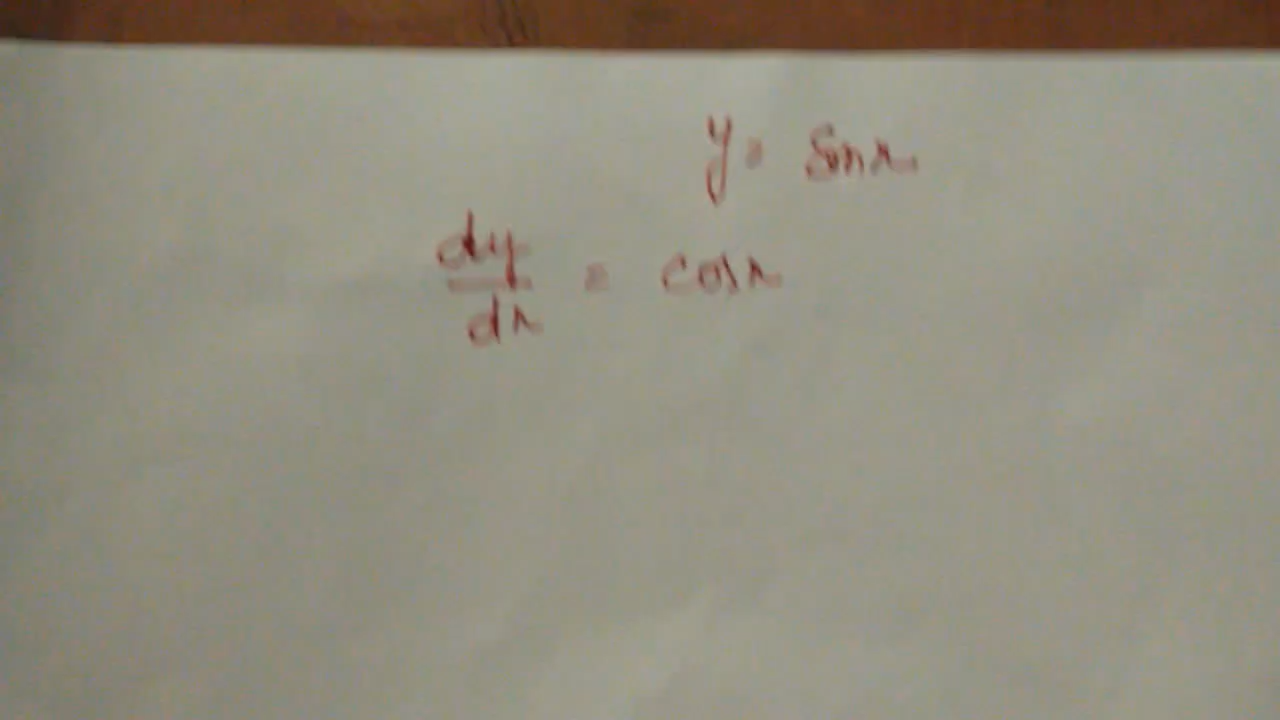 y = sinx
dy/dx = cosx